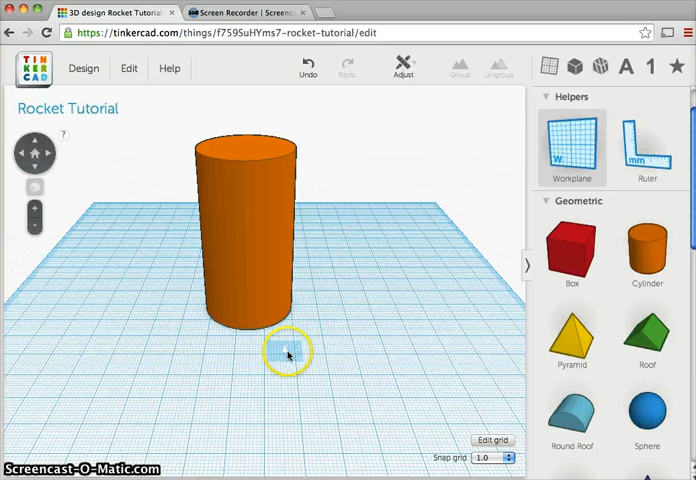 3D design Rocket Tutorial
Screen Recorder | Screenca
https://tinkercad.com/things/f759SuHYms7-rocket-tutorial/edit
TIN
KER
CAD
Design
Edit
Help
Undo
Redo
Adjust
Group
Ungroup
A
1
Rocket Tutorial
?
+
-
Helpers
W
Workplane
mm
Ruler
Geometric
Box
Cylinder
Pyramid
Roof
Round Roof
Sphere
Edit grid
Snap grid
1.0
Screencast-O-Matic.com